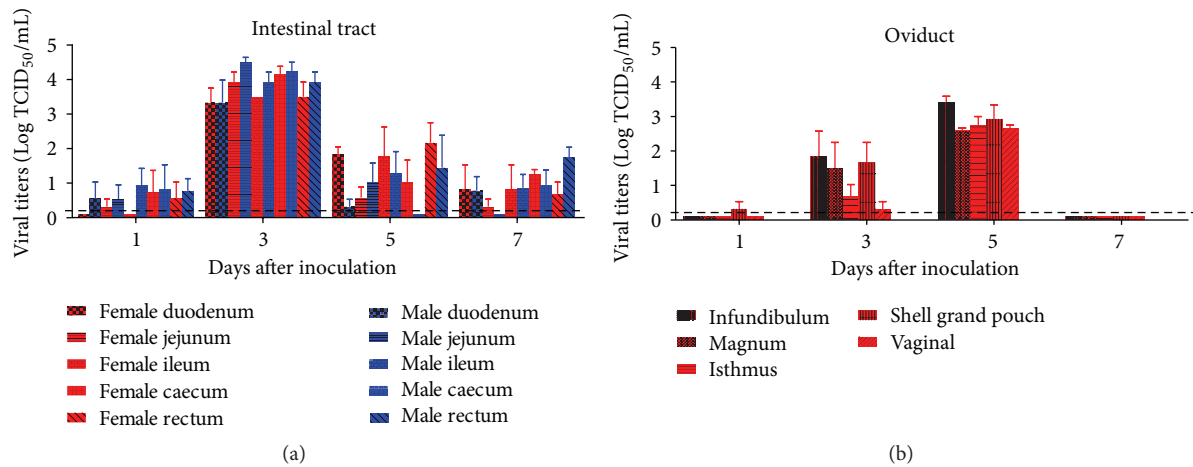 Intestinal tract
Viral titers (Log TCID50/mL)
5
4
3
2
1
0
1 3 5 7
Days after inoculation
Female duodenum
Female jejunum
Female ileum
Female caecum
Female rectum
Male duodenum
Male jejunum
Male ileum
Male caecum
Male rectum
(a)
Oviduct
Viral titers (Log TCID50/mL)
5
4
3
2
1
0
1 3 5 7
Days after inoculation
Infundibulum
Magnum
Isthmus
Shell grand pouch
Vaginal
(b)